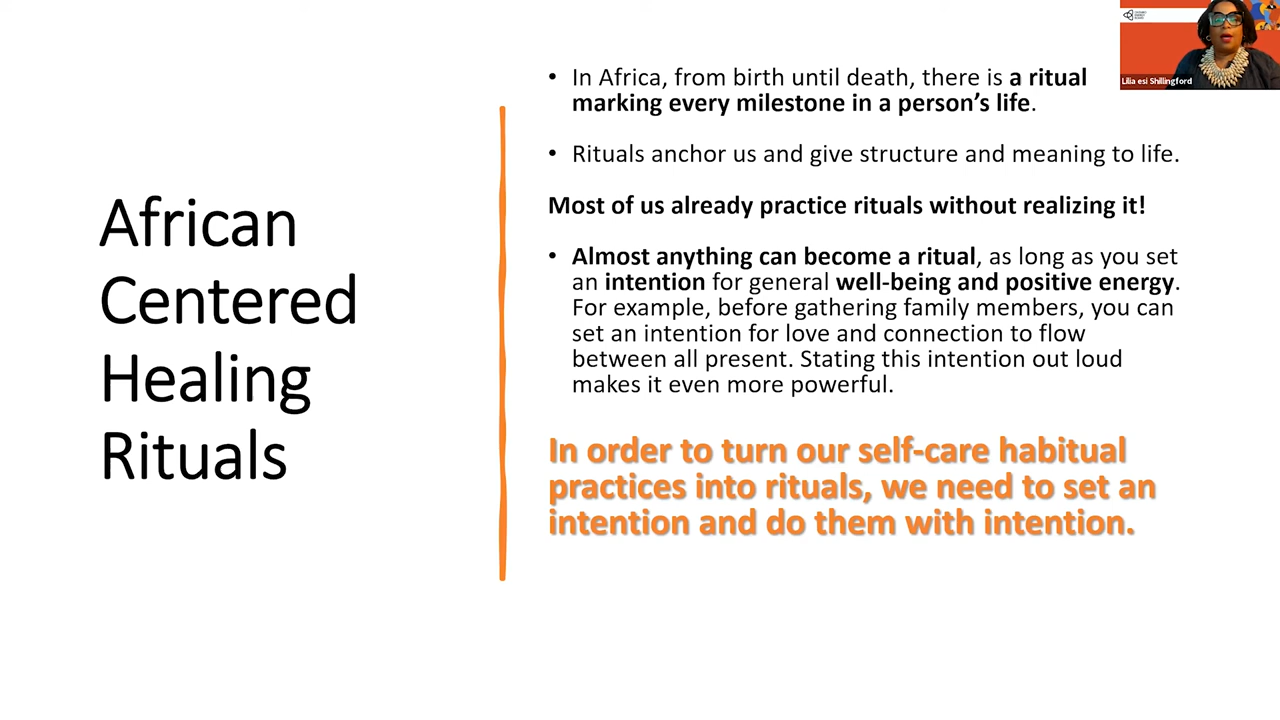 African
Centered
Healing
Rituals
• In Africa, from birth until death, there is a ritual
marking every milestone in a person's life.
• Rituals anchor us and give structure and meaning to life.
Most of us already practice rituals without realizing it!
• Almost anything can become a ritual, as long as you set
an intention for general well-being and positive energy.
For example, before gathering family members, you can
set an intention for love and connection to flow
between all present. Stating this intention out loud
makes it even more powerful.
In order to turn our self-care habitual
practices into rituals, we need to set an
intention and do them with intention.
Lilia esi Shillingford